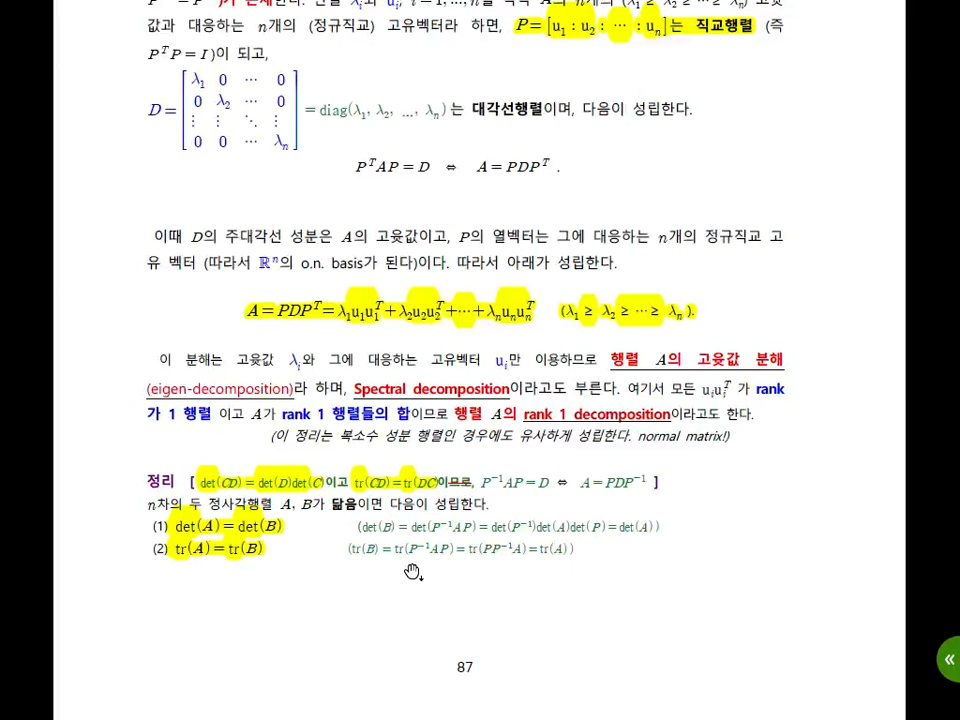 값과 대응하는 n개의 (정규직교) 고유벡터라 하면, P = [u₁ : u₂ : ⋯ : uₙ]는 직교행렬 (즉
PᵀP = I)이 되고,
D = [λ₁ 0 ⋯ 0
0 λ₂ ⋯ 0
⋮ ⋮ ⋱ ⋮
0 0 ⋯ λₙ] = diag(λ₁, λ₂, ..., λₙ)는 대각선행렬이며, 다음이 성립한다.
PᵀAP = D ⇔ A = PDPᵀ .
이때 D의 주대각선 성분은 A의 고윳값이고, P의 열벡터는 그에 대응하는 n개의 정규직교 고
유 벡터 (따라서 ℝⁿ의 o.n. basis가 된다)이다. 따라서 아래가 성립한다.
A = PDPᵀ = λ₁u₁u₁ᵀ + λ₂u₂u₂ᵀ + ⋯ + λₙuₙuₙᵀ (λ₁ ≥ λ₂ ≥ ⋯ ≥ λₙ ).
이 분해는 고윳값 λᵢ와 그에 대응하는 고유벡터 uᵢ만 이용하므로 행렬 A의 고윳값 분해
(eigen-decomposition)라 하며, Spectral decomposition이라고도 부른다. 여기서 모든 uᵢuᵢᵀ 가 rank
가 1 행렬 이고 A가 rank 1 행렬들의 합이므로 행렬 A의 rank 1 decomposition이라고도 한다.
(이 정리는 복소수 성분 행렬인 경우에도 유사하게 성립한다. normal matrix!)
정리 [ det(CD) = det(D)det(C)이고 tr(CD) = tr(DC)이므로, P⁻¹AP = D ⇔ A = PDP⁻¹ ]
n차의 두 정사각행렬 A, B가 닮음이면 다음이 성립한다.
(1) det(A) = det(B) (det(B) = det(P⁻¹AP) = det(P⁻¹)det(A)det(P) = det(A))
(2) tr(A) = tr(B) (tr(B) = tr(P⁻¹AP) = tr(PP⁻¹A) = tr(A))
87
«